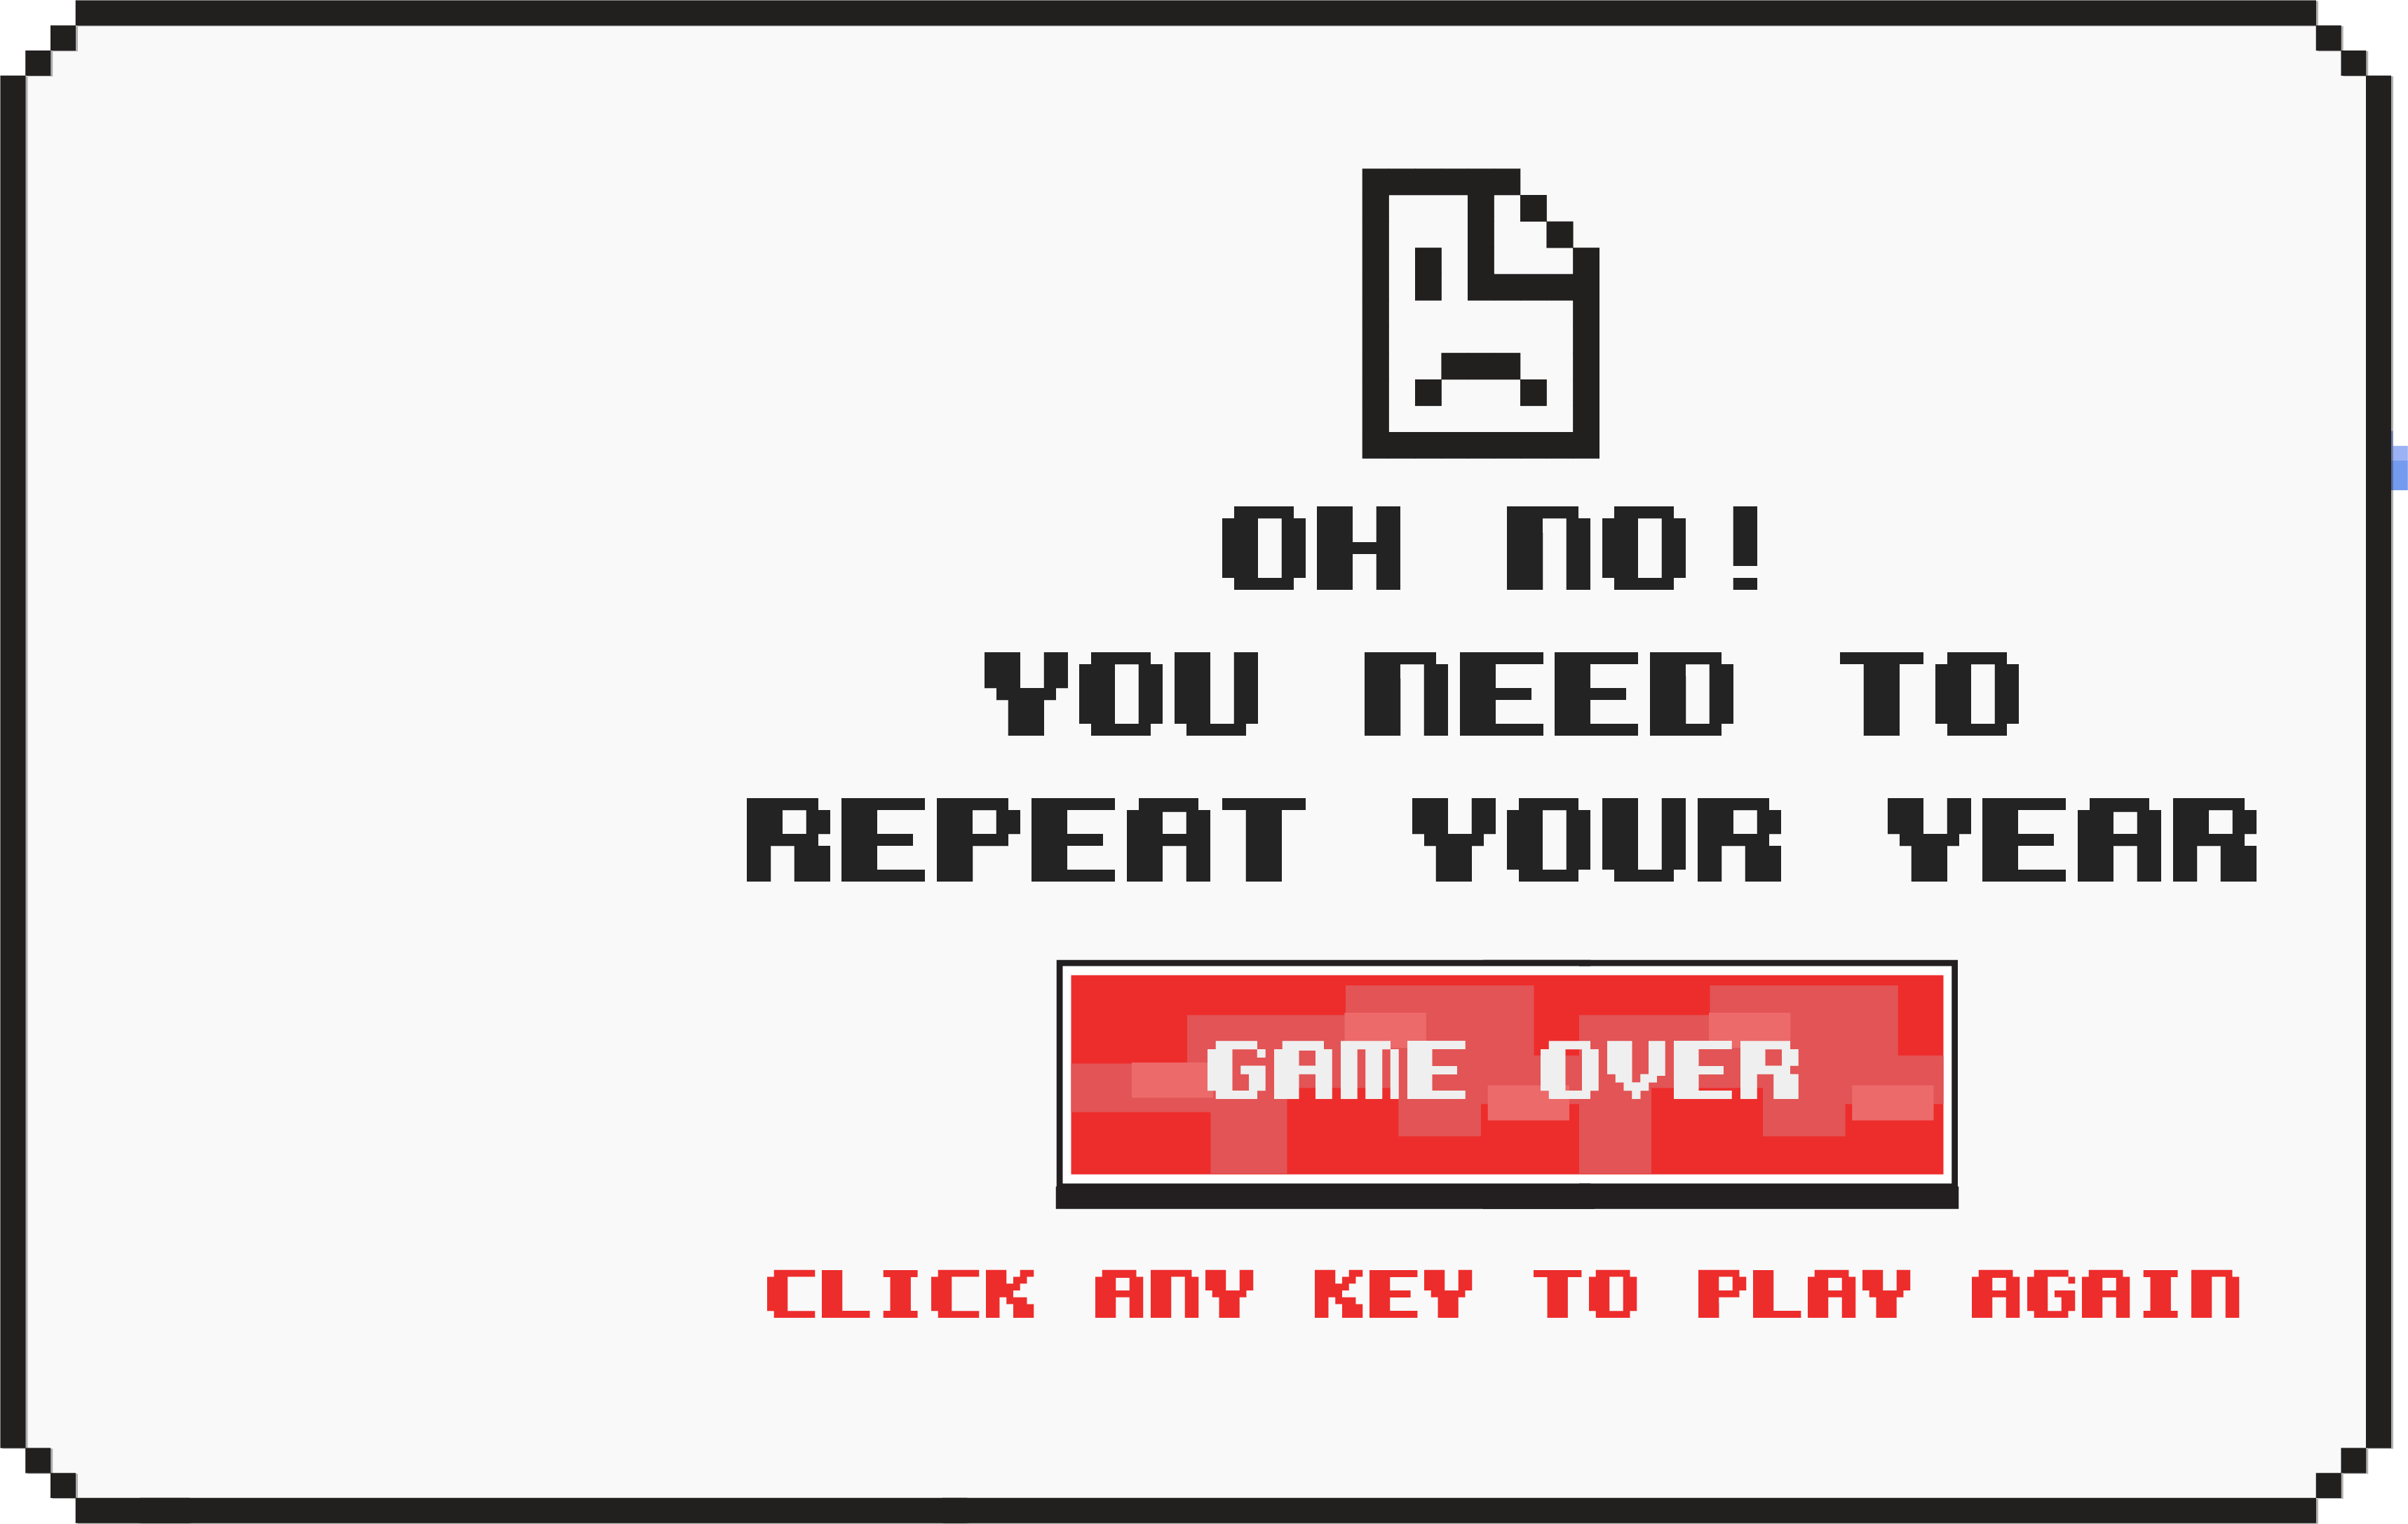 OH NO!
YOU NEED TO
REPEAT YOUR YEAR
GAME OVER
CLICK ANY KEY TO PLAY AGAIN